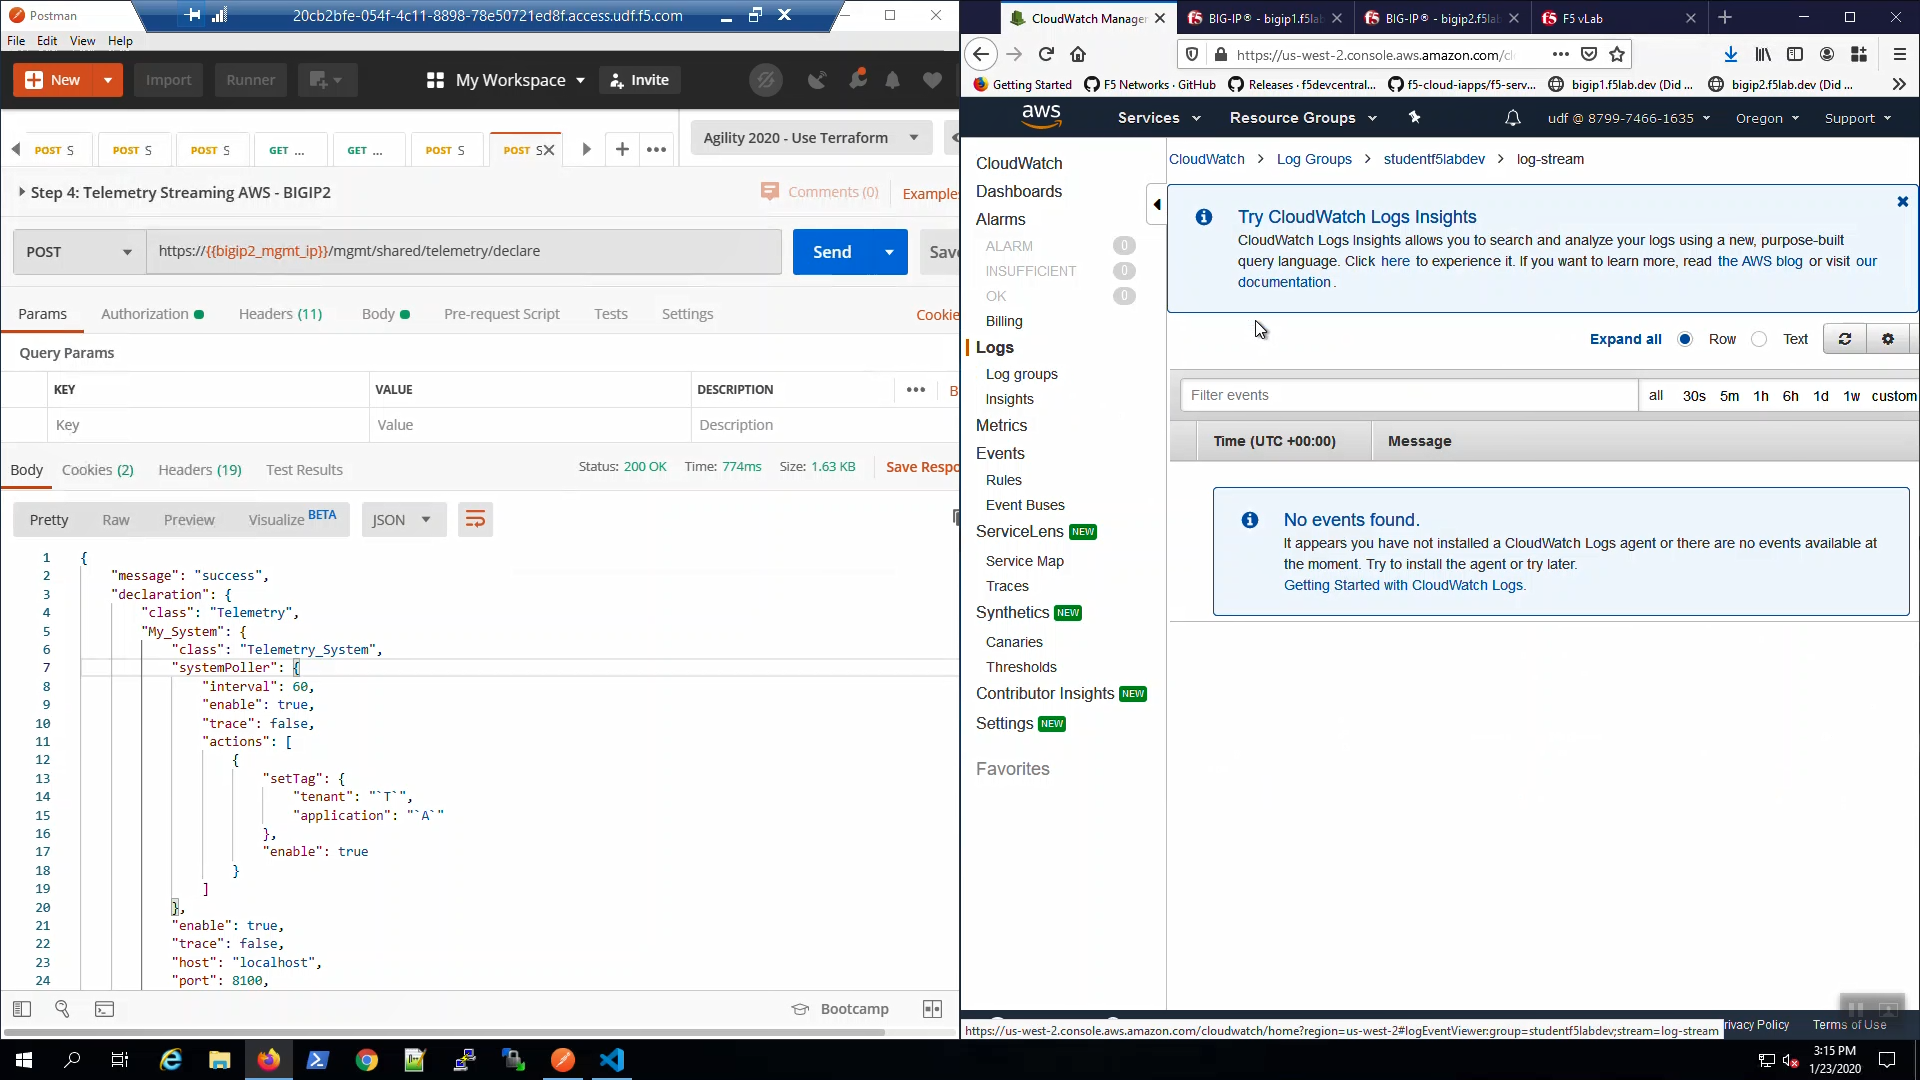 Postman
20cb2bfe-054f-4c11-8898-78e50721ed8f.access.udf.f5.com
File Edit View Help
New Import Runner My Workspace Invite
POST S POST S POST S GET ... GET ... POST S POST S
Agility 2020 - Use Terraform
Step 4: Telemetry Streaming AWS - BIGIP2
Comments (0) Examples
POST https://{{bigip2_mgmt_ip}}/mgmt/shared/telemetry/declare Send Save
Params Authorization Headers (11) Body Pre-request Script Tests Settings Cookie
Query Params
KEY VALUE DESCRIPTION B
Key Value Description
Body Cookies (2) Headers (19) Test Results Status: 200 OK Time: 774ms Size: 1.63 KB Save Respo
Pretty Raw Preview Visualize BETA JSON
1 {
2 "message": "success",
3 "declaration": {
4 "class": "Telemetry",
5 "My_System": {
6 "class": "Telemetry_System",
7 "systemPoller": {
8 "interval": 60,
9 "enable": true,
10 "trace": false,
11 "actions": [
12 {
13 "setTag": {
14 "tenant": "`T`",
15 "application": "`A`"
16 },
17 "enable": true
18 }
19 ]
20 },
21 "enable": true,
22 "trace": false,
23 "host": "localhost",
24 "port": 8100,
Bootcamp
CloudWatch Manager BIG-IP® - bigip1.f5lab BIG-IP® - bigip2.f5lab F5 vLab
https://us-west-2.console.aws.amazon.com/cl
Getting Started F5 Networks · GitHub Releases · f5devcentral... f5-cloud-iapps/f5-serv... bigip1.f5lab.dev (Did ... bigip2.f5lab.dev (Did ...
aws Services Resource Groups udf @ 8799-7466-1635 Oregon Support
CloudWatch
Dashboards
Alarms
ALARM 0
INSUFFICIENT 0
OK 0
Billing
Logs
Log groups
Insights
Metrics
Events
Rules
Event Buses
ServiceLens NEW
Service Map
Traces
Synthetics NEW
Canaries
Thresholds
Contributor Insights NEW
Settings NEW
Favorites
CloudWatch Log Groups studentf5labdev log-stream
Try CloudWatch Logs Insights
CloudWatch Logs Insights allows you to search and analyze your logs using a new, purpose-built
query language. Click here to experience it. If you want to learn more, read the AWS blog or visit our
documentation.
Expand all Row Text
Filter events all 30s 5m 1h 6h 1d 1w custom
Time (UTC +00:00) Message
No events found.
It appears you have not installed a CloudWatch Logs agent or there are no events available at
the moment. Try to install the agent or try later.
Getting Started with CloudWatch Logs.
https://us-west-2.console.aws.amazon.com/cloudwatch/home?region=us-west-2#logEventViewer:group=studentf5labdev;stream=log-stream
rivacy Policy Terms of Use
3:15 PM
1/23/2020